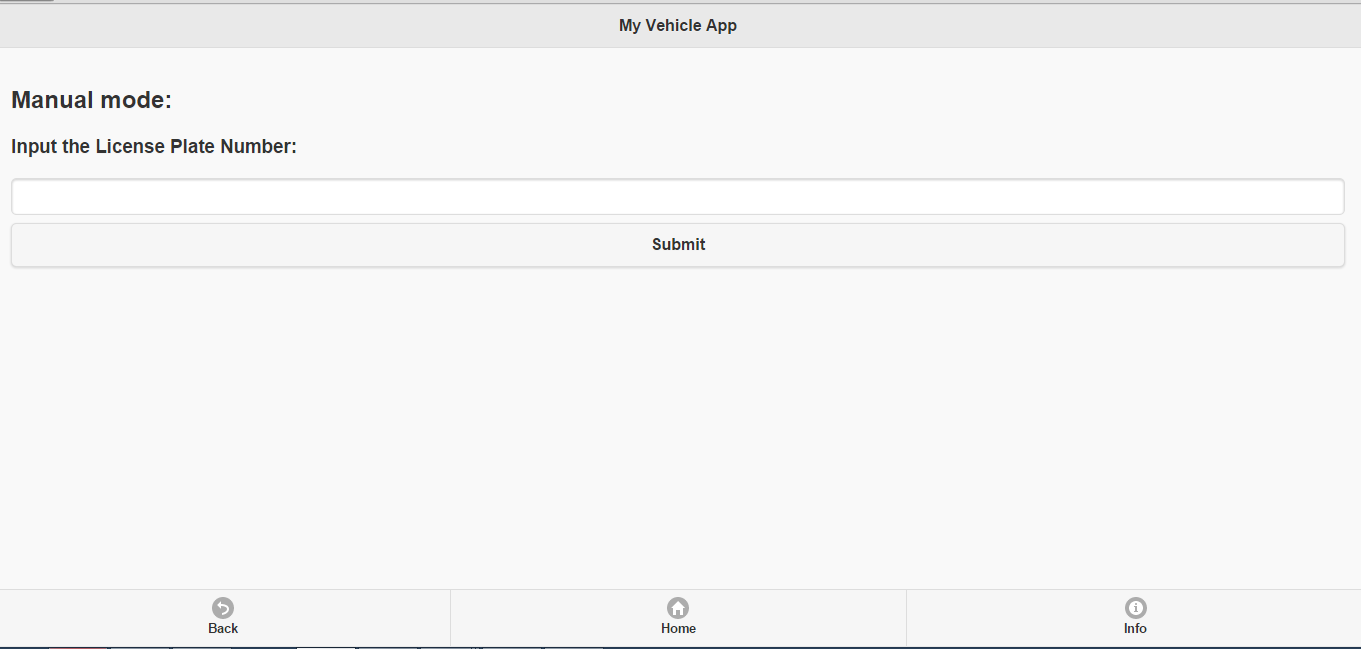 My Vehicle App
Manual mode:
Input the License Plate Number:
Submit
Back
Home
Info